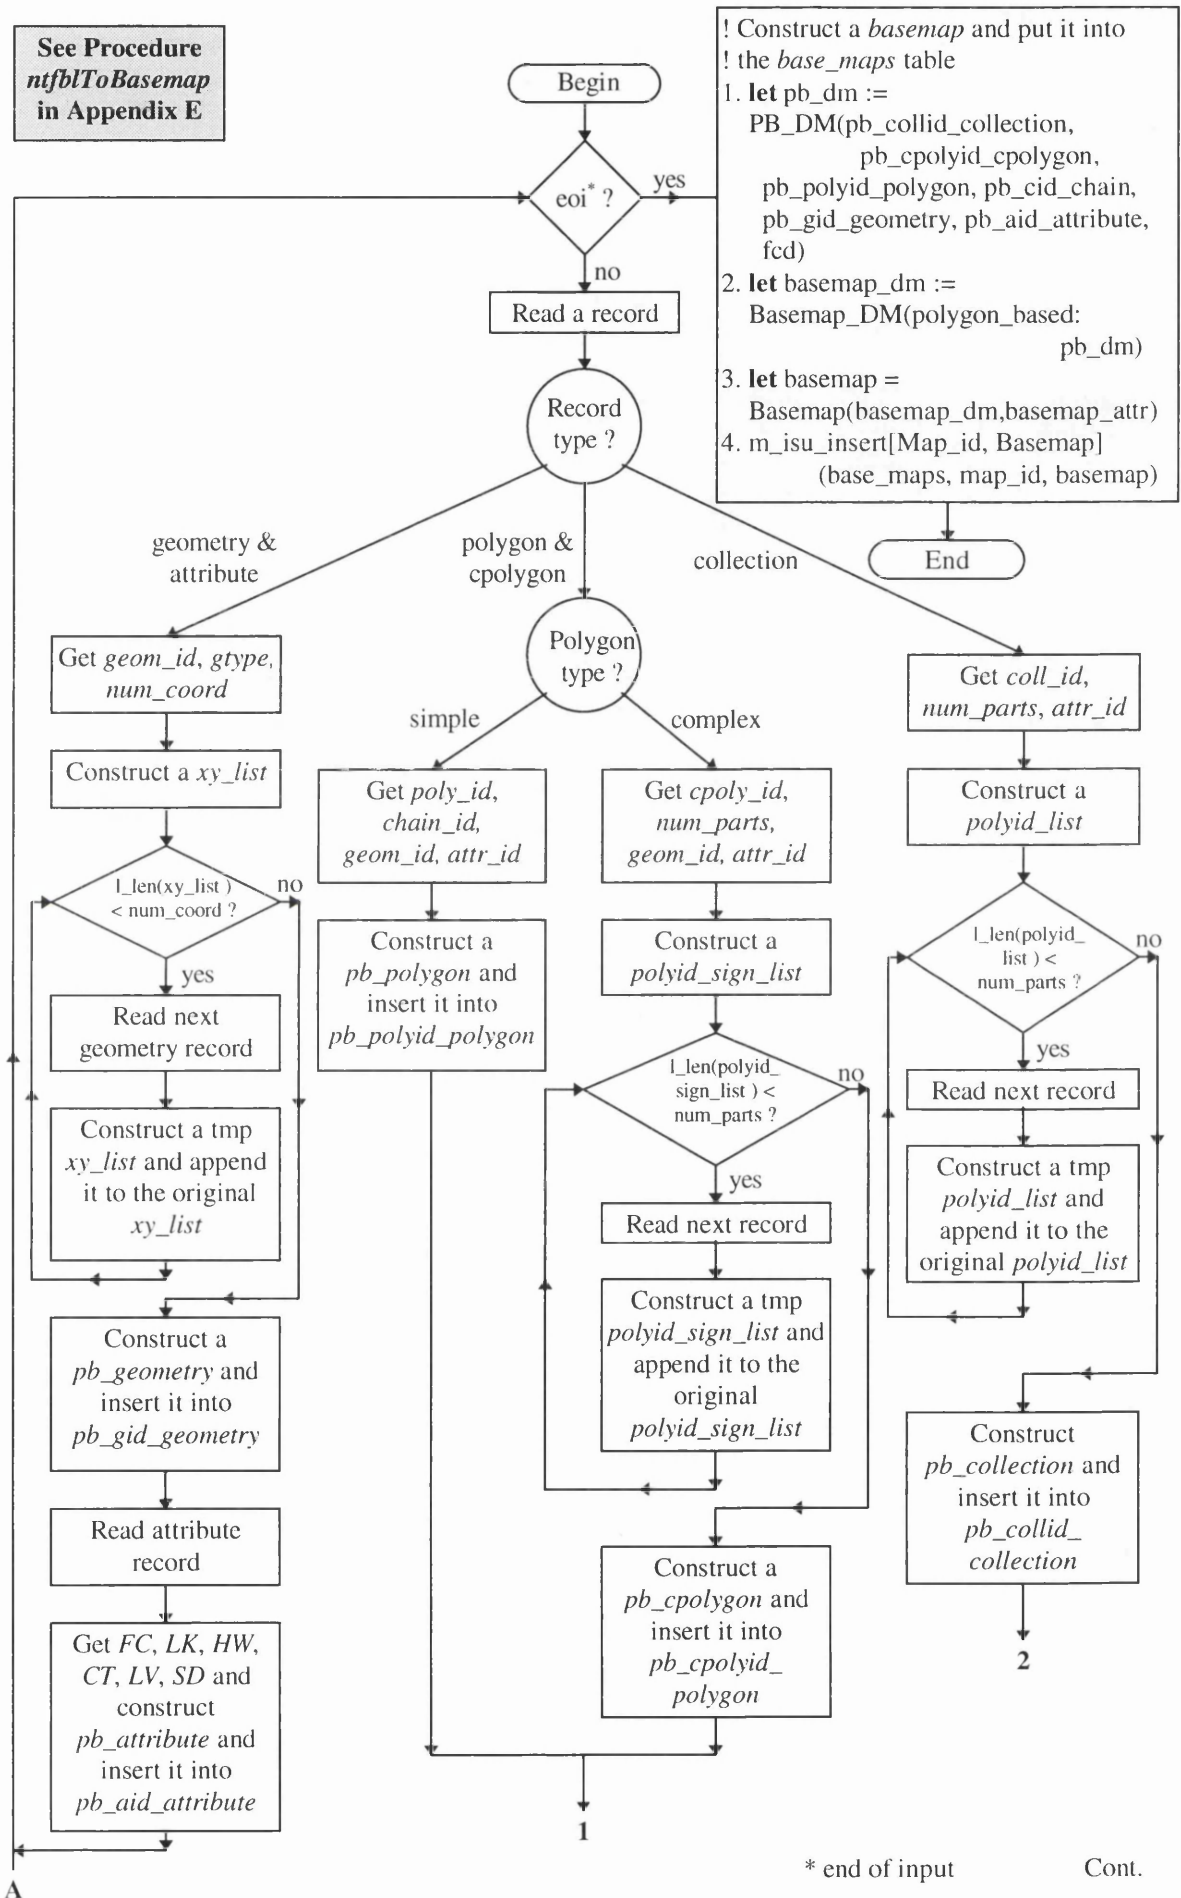 See Procedure
ntfblToBasemap
in Appendix E
Begin
eoi* ?
yes
no
Read a record
Record
type ?
! Construct a basemap and put it into
! the base_maps table
1. let pb_dm :=
PB_DM(pb_collid_collection,
pb_cpolyid_cpolygon,
pb_polyid_polygon, pb_cid_chain,
pb_gid_geometry, pb_aid_attribute,
fcd)
2. let basemap_dm :=
Basemap_DM(polygon_based:
pb_dm)
3. let basemap =
Basemap(basemap_dm,basemap_attr)
4. m_isu_insert[Map_id, Basemap]
(base_maps, map_id, basemap)
End
geometry &
attribute
polygon &
cpolygon
collection
Get geom_id, gtype,
num_coord
Construct a xy_list
l_len(xy_list )
< num_coord ?
no
yes
Read next
geometry record
Construct a tmp
xy_list and append
it to the original
xy_list
Construct a
pb_geometry and
insert it into
pb_gid_geometry
Read attribute
record
Get FC, LK, HW,
CT, LV, SD and
construct
pb_attribute and
insert it into
pb_aid_attribute
A
Polygon
type ?
simple
complex
Get poly_id,
chain_id,
geom_id, attr_id
Construct a
pb_polygon and
insert it into
pb_polyid_polygon
Get cpoly_id,
num_parts,
geom_id, attr_id
Construct a
polyid_sign_list
l_len(polyid_
sign_list ) <
num_parts ?
no
yes
Read next record
Construct a tmp
polyid_sign_list and
append it to the
original
polyid_sign_list
Construct a
pb_cpolygon and
insert it into
pb_cpolyid_
polygon
1
Get coll_id,
num_parts, attr_id
Construct a
polyid_list
l_len(polyid_
list ) <
num_parts ?
no
yes
Read next record
Construct a tmp
polyid_list and
append it to the
original polyid_list
Construct
pb_collection and
insert it into
pb_collid_
collection
2
* end of input
Cont.